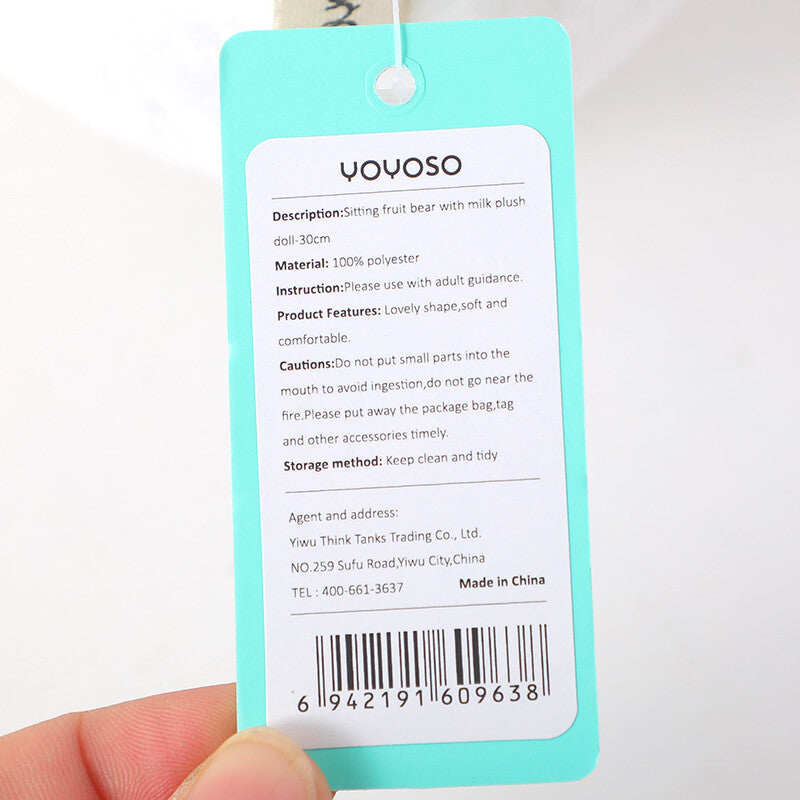 YOYOSO
Description:Sitting fruit bear with milk plush
doll-30cm
Material: 100% polyester
Instruction:Please use with adult guidance.
Product Features: Lovely shape,soft and
comfortable.
Cautions:Do not put small parts into the
mouth to avoid ingestion,do not go near the
fire.Please put away the package bag,tag
and other accessories timely.
Storage method: Keep clean and tidy
Agent and address:
Yiwu Think Tanks Trading Co., Ltd.
NO.259 Sufu Road,Yiwu City,China
TEL : 400-661-3637
Made in China
6 942191 609638